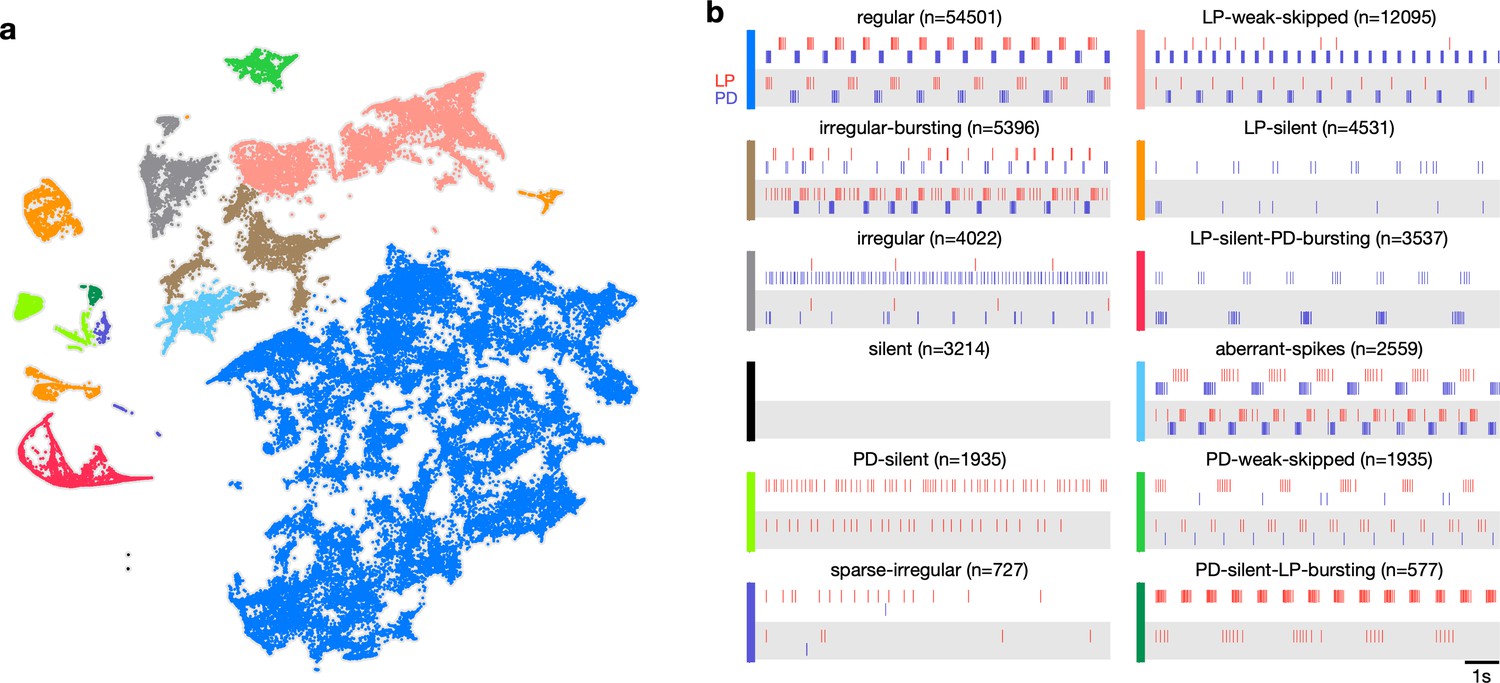 a
b
regular (n=54501)
LP-weak-skipped (n=12095)
LP
PD
irregular-bursting (n=5396)
LP-silent (n=4531)
irregular (n=4022)
LP-silent-PD-bursting (n=3537)
silent (n=3214)
aberrant-spikes (n=2559)
PD-silent (n=1935)
PD-weak-skipped (n=1935)
sparse-irregular (n=727)
PD-silent-LP-bursting (n=577)
1s